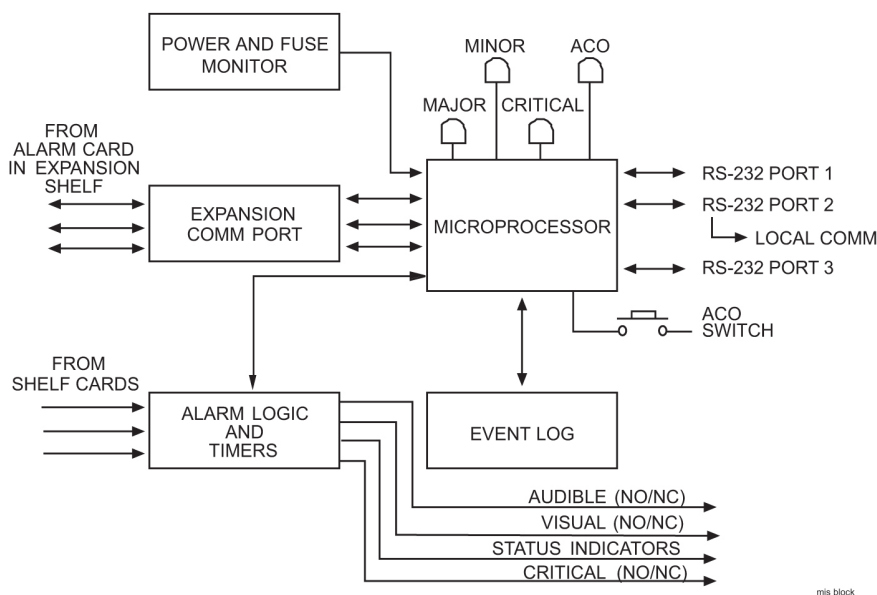 POWER AND FUSE
MONITOR
MINOR
ACO
MAJOR
CRITICAL
FROM
ALARM CARD
IN EXPANSION
SHELF
EXPANSION
COMM PORT
MICROPROCESSOR
RS-232 PORT 1
RS-232 PORT 2
LOCAL COMM
RS-232 PORT 3
ACO
SWITCH
FROM
SHELF CARDS
ALARM LOGIC
AND
TIMERS
EVENT LOG
AUDIBLE (NO/NC)
VISUAL (NO/NC)
STATUS INDICATORS
CRITICAL (NO/NC)
mis block